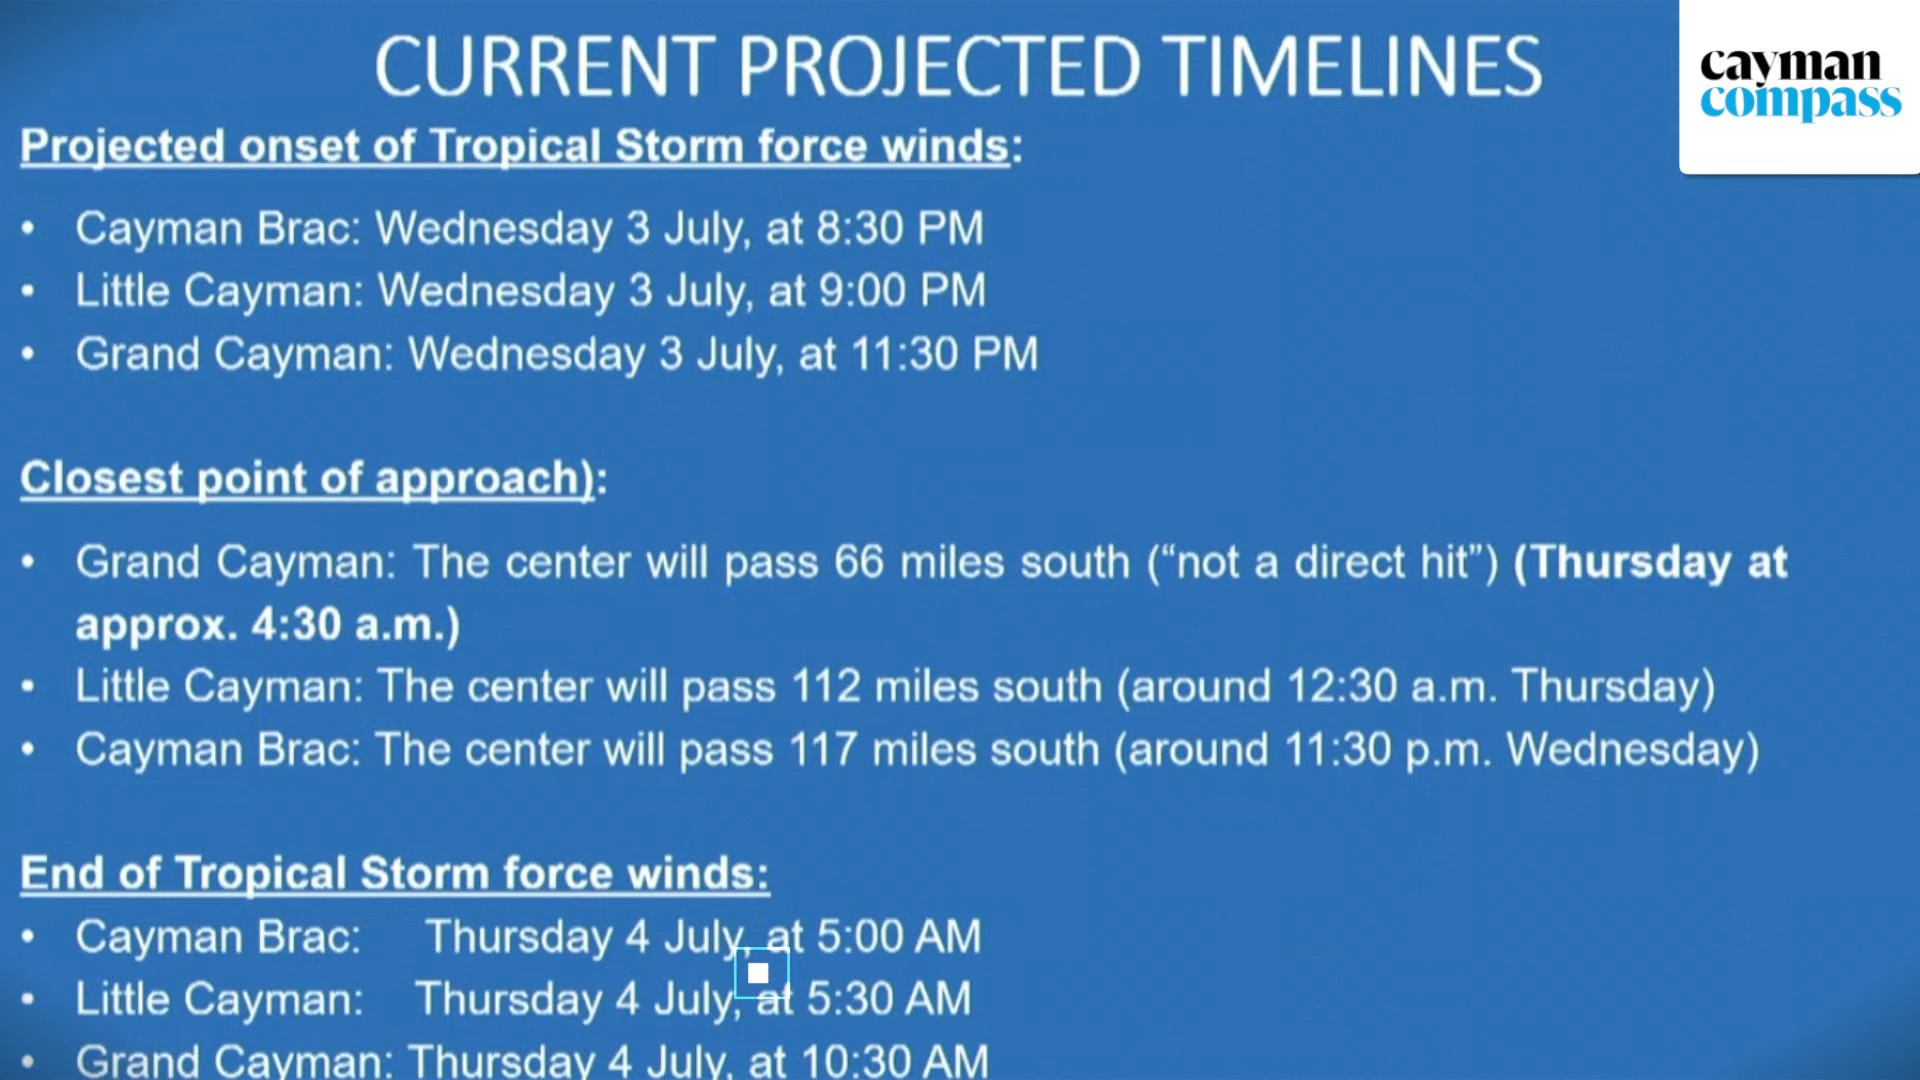 CURRENT PROJECTED TIMELINES
cayman
compass
Projected onset of Tropical Storm force winds:
• Cayman Brac: Wednesday 3 July, at 8:30 PM
• Little Cayman: Wednesday 3 July, at 9:00 PM
• Grand Cayman: Wednesday 3 July, at 11:30 PM
Closest point of approach):
• Grand Cayman: The center will pass 66 miles south (“not a direct hit”) (Thursday at
approx. 4:30 a.m.)
• Little Cayman: The center will pass 112 miles south (around 12:30 a.m. Thursday)
• Cayman Brac: The center will pass 117 miles south (around 11:30 p.m. Wednesday)
End of Tropical Storm force winds:
• Cayman Brac: Thursday 4 July, at 5:00 AM
• Little Cayman: Thursday 4 July, at 5:30 AM
• Grand Cayman: Thursday 4 July, at 10:30 AM